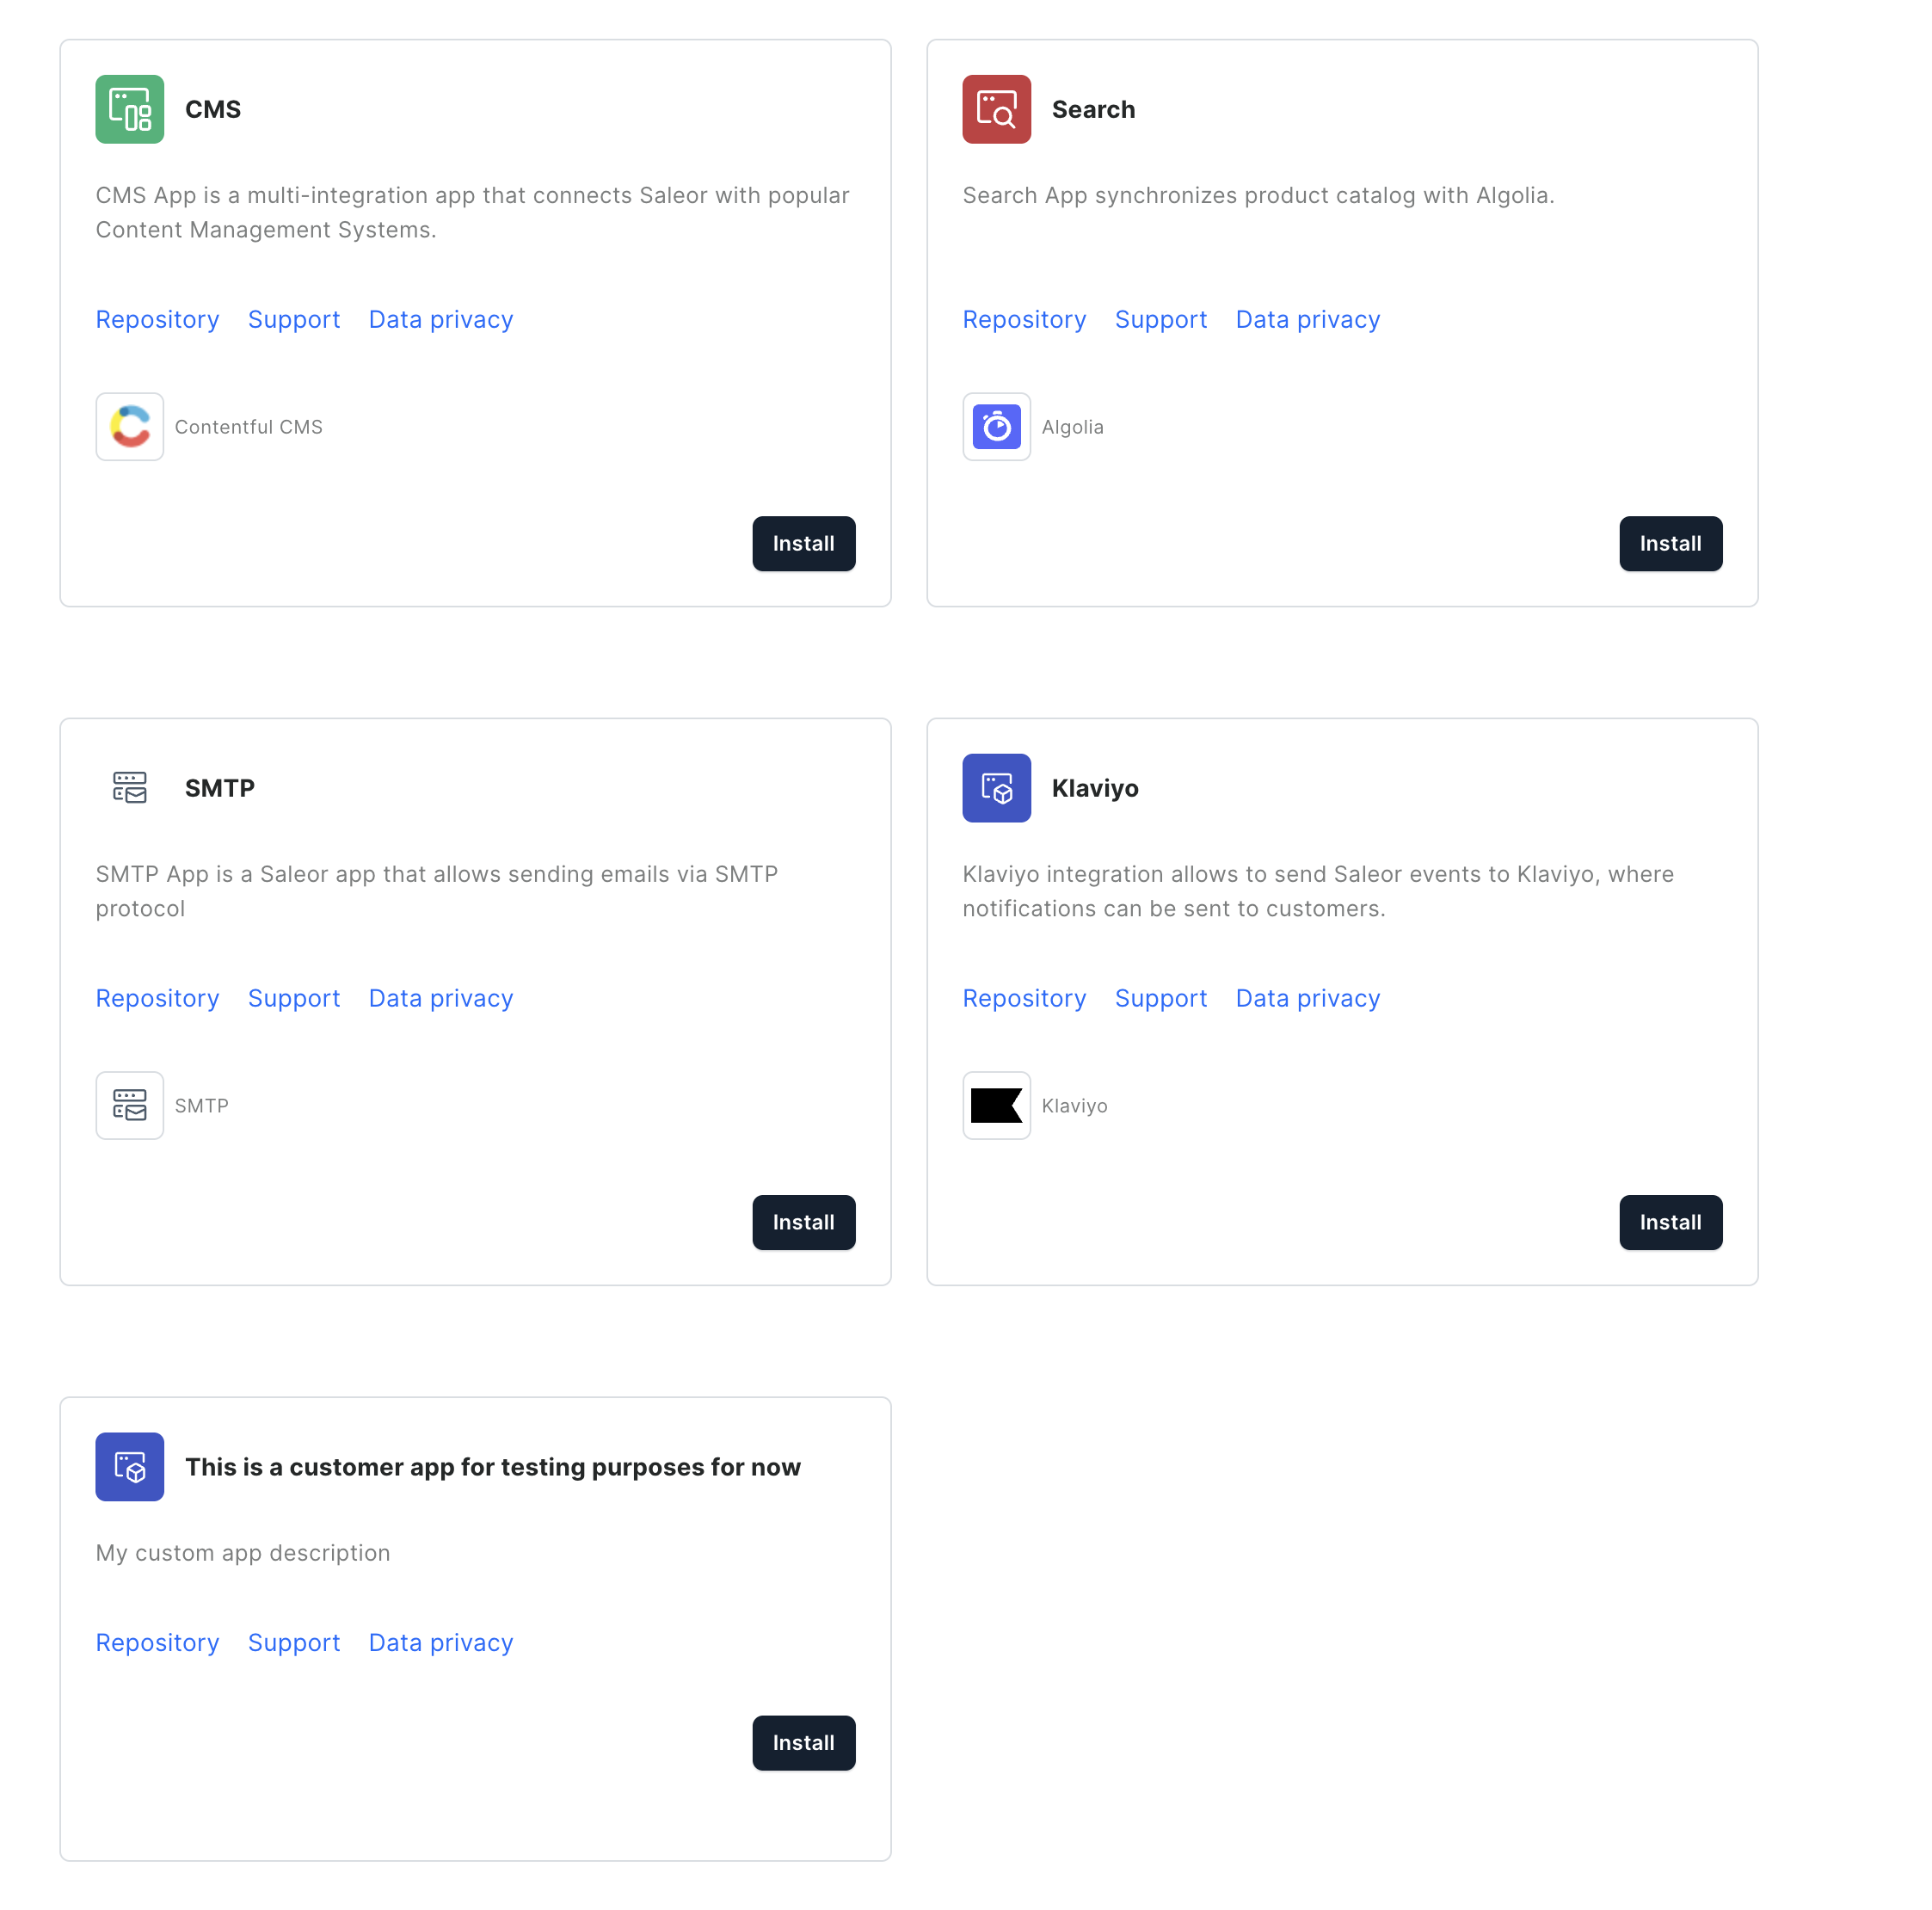 CMS
CMS App is a multi-integration app that connects Saleor with popular
Content Management Systems.
Repository Support Data privacy
Contentful CMS
Install
Search
Search App synchronizes product catalog with Algolia.
Repository Support Data privacy
Algolia
Install
SMTP
SMTP App is a Saleor app that allows sending emails via SMTP
protocol
Repository Support Data privacy
SMTP
Install
Klaviyo
Klaviyo integration allows to send Saleor events to Klaviyo, where
notifications can be sent to customers.
Repository Support Data privacy
Klaviyo
Install
This is a customer app for testing purposes for now
My custom app description
Repository Support Data privacy
Install